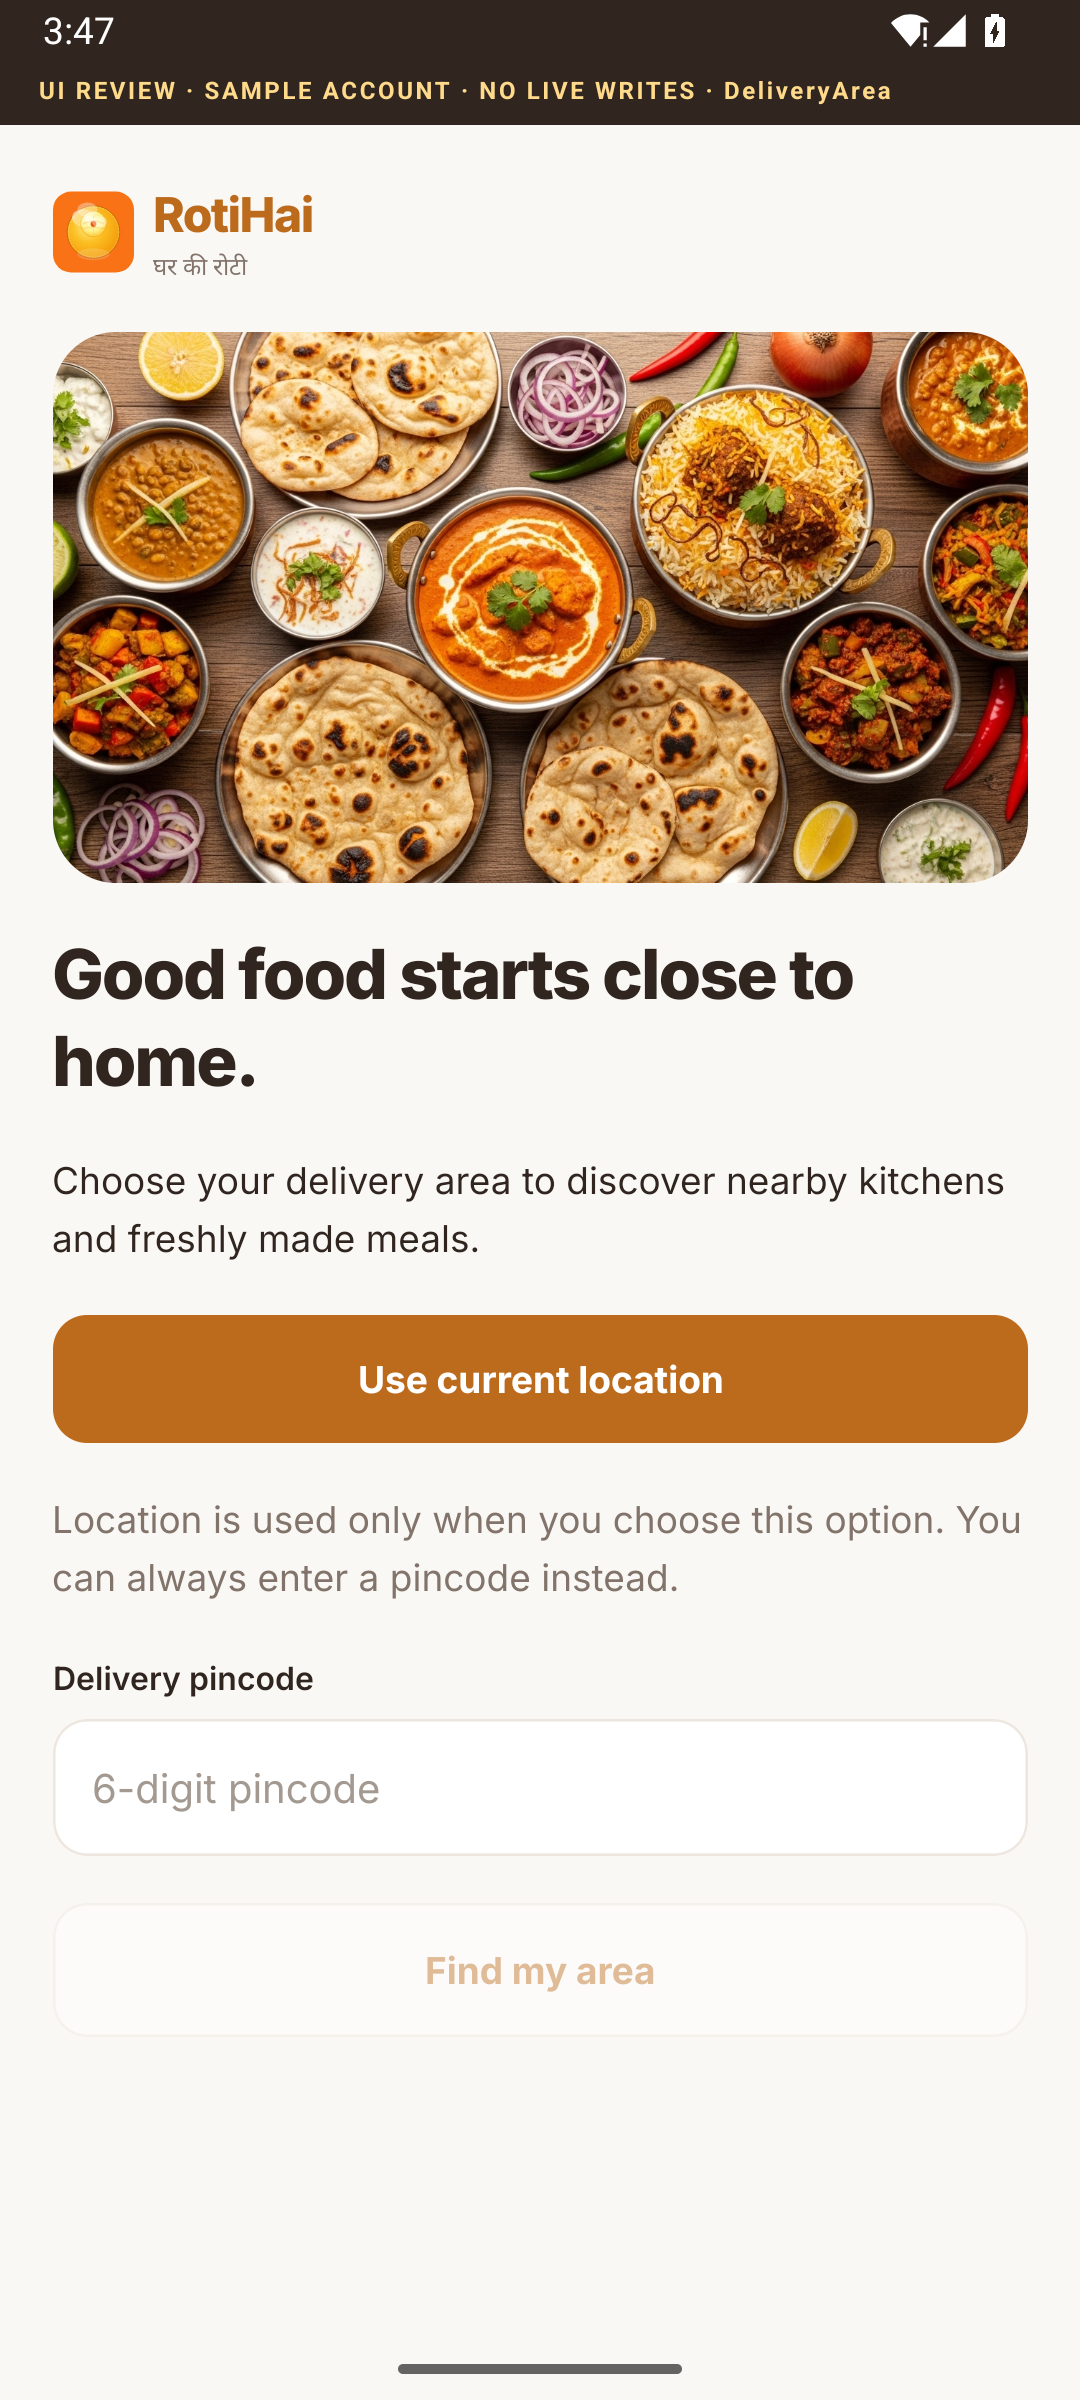 3:47
UI REVIEW · SAMPLE ACCOUNT · NO LIVE WRITES · DeliveryArea
RotiHai
घर की रोटी
Good food starts close to
home.
Choose your delivery area to discover nearby kitchens
and freshly made meals.
Use current location
Location is used only when you choose this option. You
can always enter a pincode instead.
Delivery pincode
6-digit pincode
Find my area